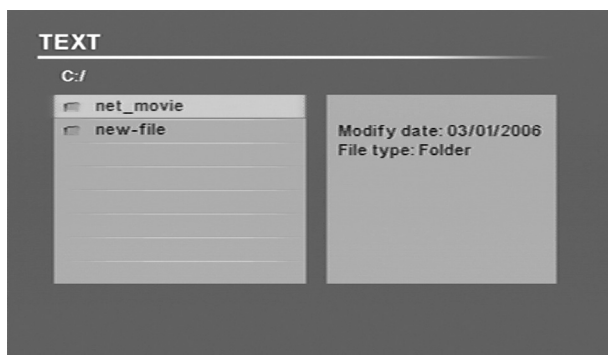 TEXT
C:/
net_movie
new-file
Modify date: 03/01/2006
File type: Folder